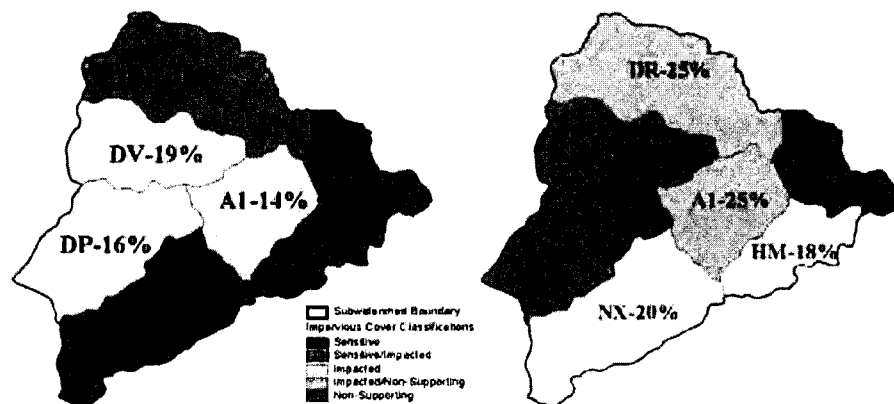 DV-19%
A1-14%
DP-16%
DR-25%
A1-25%
HM-18%
NX-20%
Subwatershed Boundary
Impervious Cover Classifications
Sensitive
Sensitive/Impacted
Impacted
Impacted/Non-Supporting
Non-Supporting